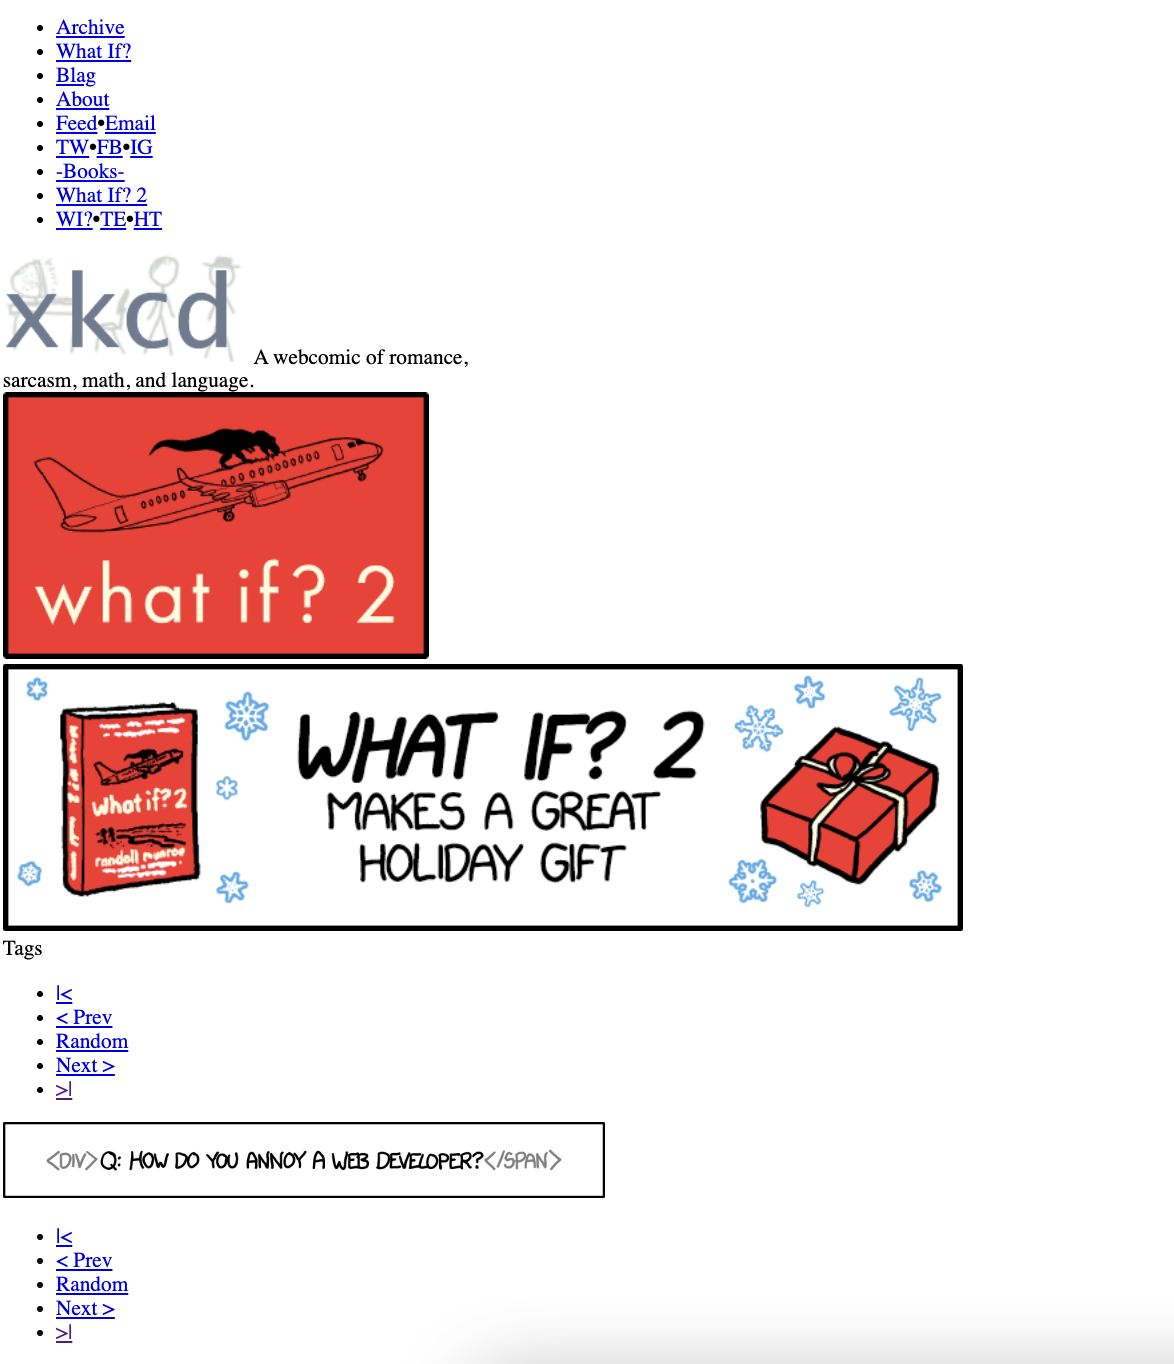 Archive
What If?
Blag
About
Feed•Email
TW•FB•IG
-Books-
What If? 2
WI?•TE•HT
xkcd
A webcomic of romance,
sarcasm, math, and language.
what if? 2
what if? 2
randall munroe
WHAT IF? 2
MAKES A GREAT
HOLIDAY GIFT
Tags
|<
< Prev
Random
Next >
>|
<DIV>Q: HOW DO YOU ANNOY A WEB DEVELOPER?</SPAN>
|<
< Prev
Random
Next >
>|